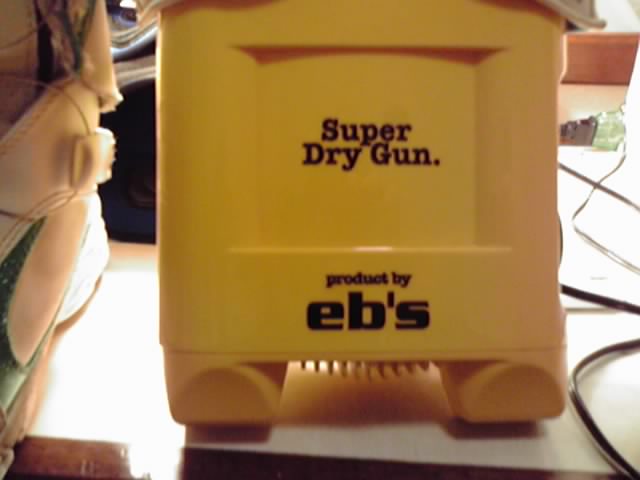 Super
Dry Gun.
product by
eb's